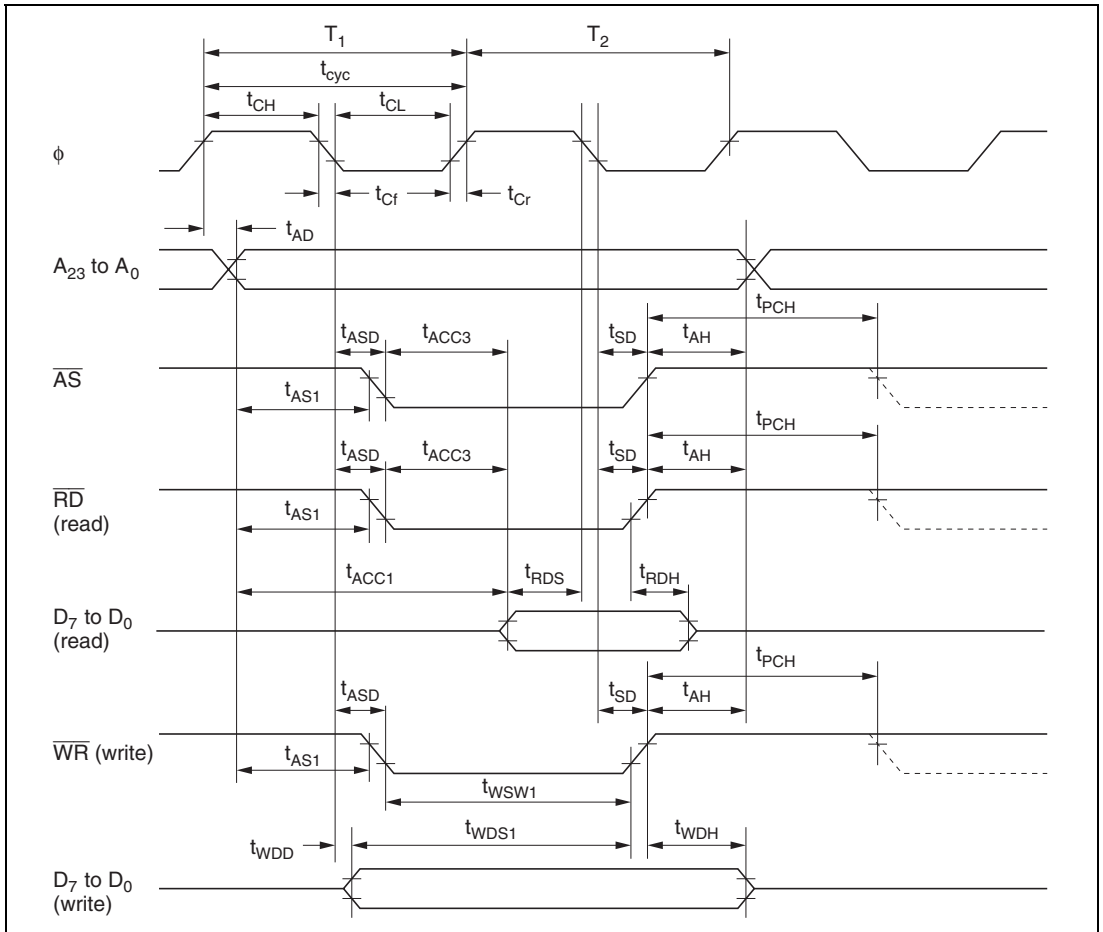 T1 T2
tcyc
tCH tCL
ϕ
tCf tCr
tAD
A23 to A0
tPCH
tASD tACC3 tSD tAH
AS
tAS1
tPCH
tASD tACC3 tSD tAH
RD
(read)
tAS1
tACC1 tRDS tRDH
D7 to D0
(read)
tPCH
tASD tSD tAH
WR (write)
tAS1
tWSW1
tWDD tWDS1 tWDH
D7 to D0
(write)